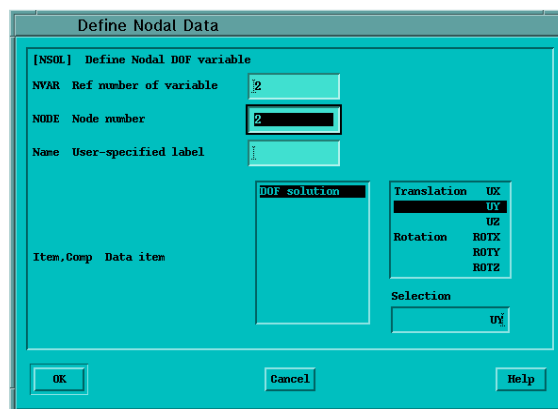 Define Nodal Data
[NSOL] Define Nodal DOF variable
NVAR Ref number of variable 2
NODE Node number 2
Name User-specified label
Item,Comp Data item
DOF solution
Translation UX
UY
UZ
Rotation ROTX
ROTY
ROTZ
Selection
UY
OK Cancel Help